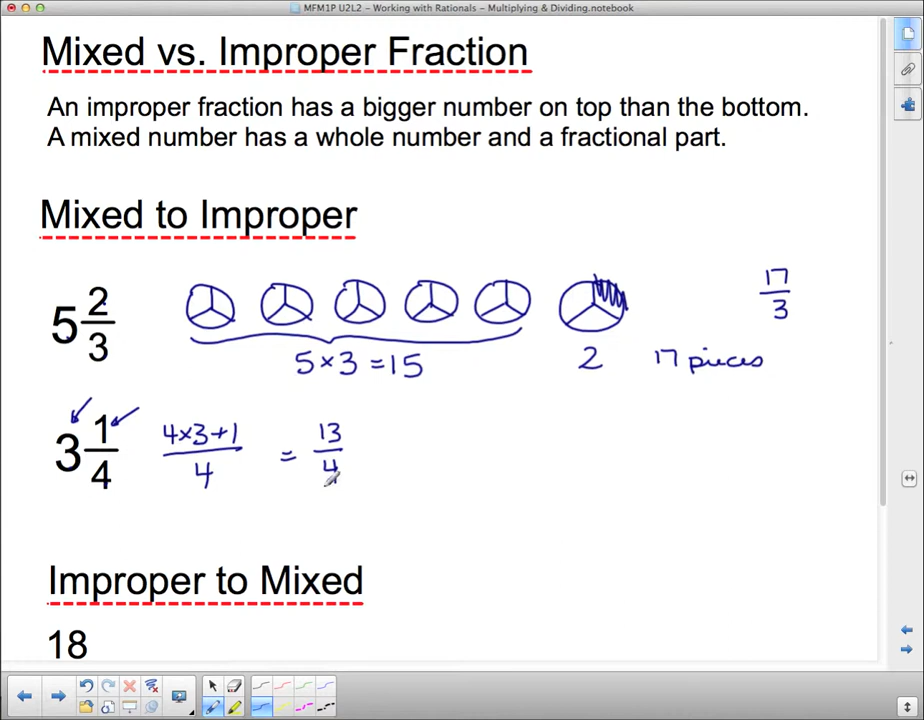 MFM1P U2L2 – Working with Rationals – Multiplying & Dividing.notebook
Mixed vs. Improper Fraction
An improper fraction has a bigger number on top than the bottom.
A mixed number has a whole number and a fractional part.
Mixed to Improper
5 2/3
5 × 3 = 15
2
17 pieces
17/3
3 1/4
4×3+1/4 = 13/4
Improper to Mixed
18